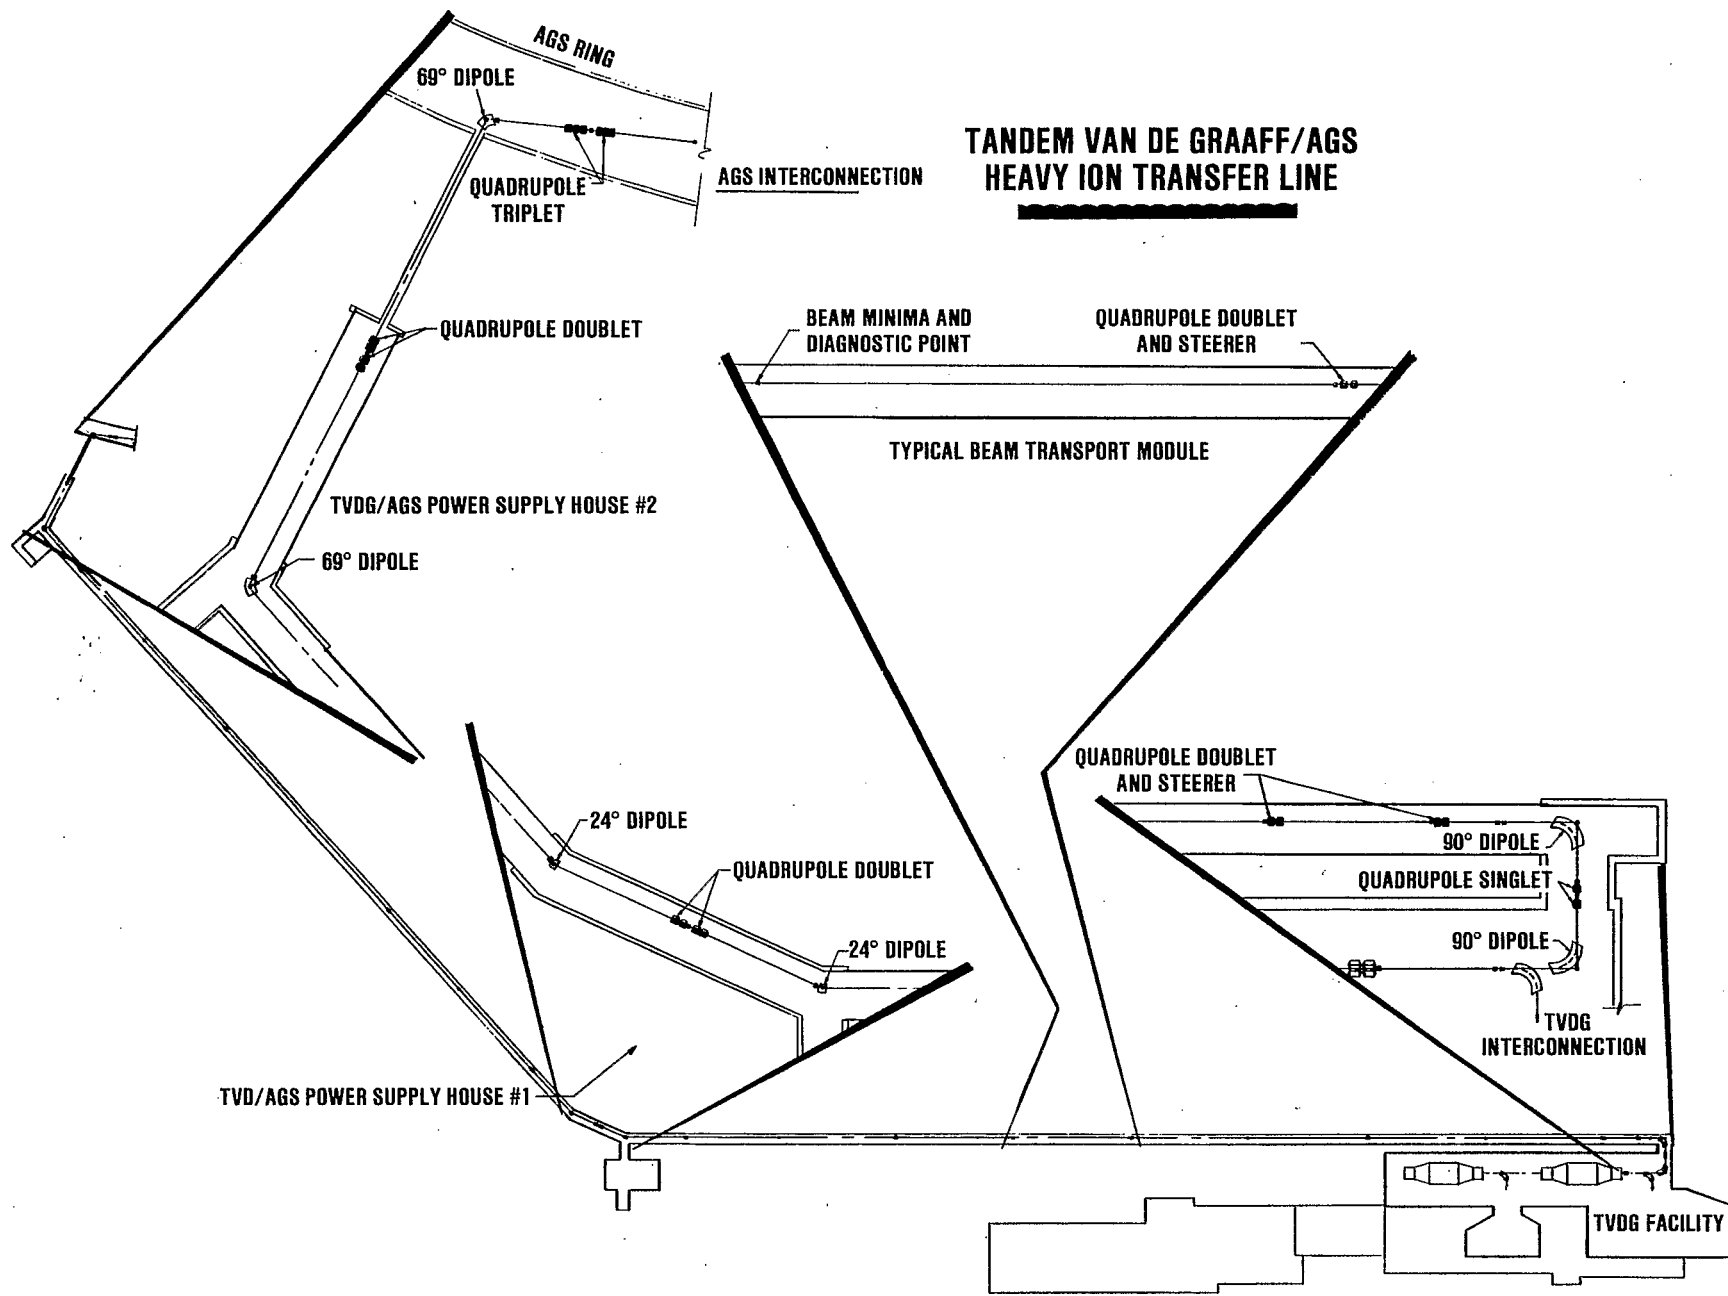 AGS RING
69° DIPOLE
QUADRUPOLE
TRIPLET
AGS INTERCONNECTION
TANDEM VAN DE GRAAFF/AGS
HEAVY ION TRANSFER LINE
QUADRUPOLE DOUBLET
BEAM MINIMA AND
DIAGNOSTIC POINT
QUADRUPOLE DOUBLET
AND STEERER
TYPICAL BEAM TRANSPORT MODULE
TVDG/AGS POWER SUPPLY HOUSE #2
69° DIPOLE
QUADRUPOLE DOUBLET
AND STEERER
24° DIPOLE
90° DIPOLE
QUADRUPOLE DOUBLET
QUADRUPOLE SINGLET
24° DIPOLE
90° DIPOLE
TVDG
INTERCONNECTION
TVD/AGS POWER SUPPLY HOUSE #1
TVDG FACILITY